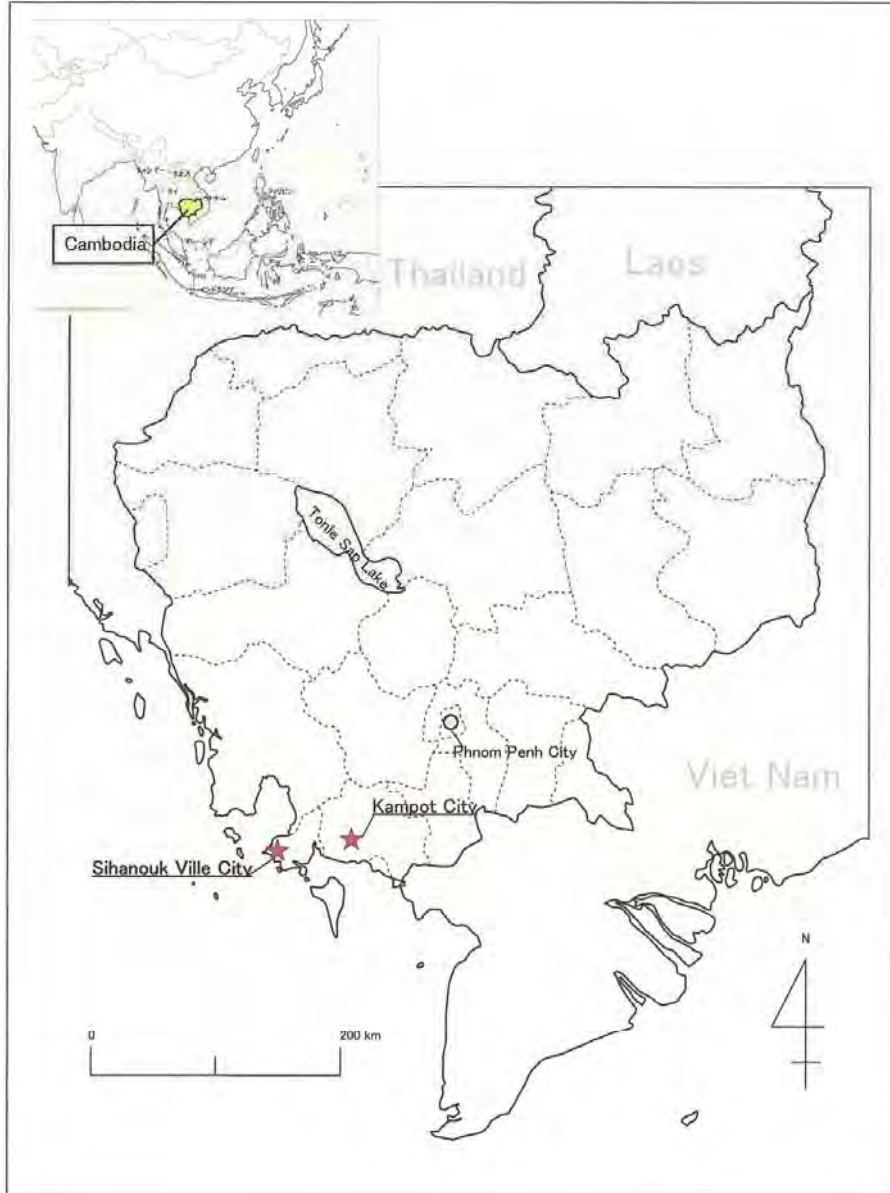 Cambodia
Thailand
Laos
Tonle Sap Lake
Phnom Penh City
Viet Nam
Kampot City
Sihanouk Ville City
N
0
200 km